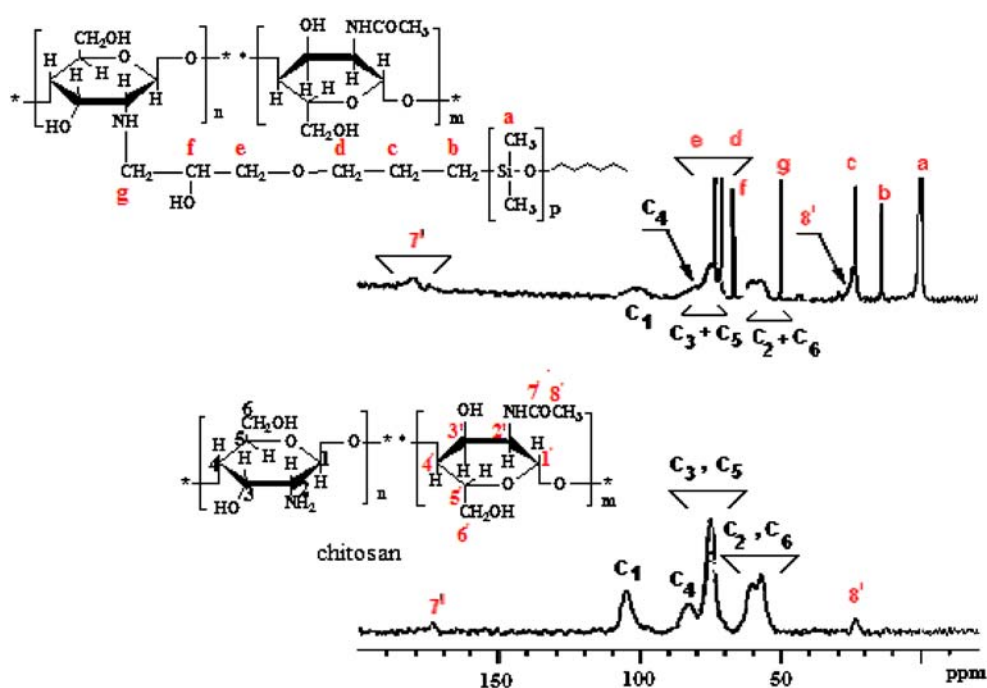 OH NHCOCH₃
CH₂OH
O O * * H
H H H H H
* H H H O O *
HO NH n H CH₂OH m
a
CH₃
f e d c b
CH₂ CH CH₂ O CH₂ CH₂ CH₂ Si O
g HO CH₃ p
e d
f g c b a
C₄ 8'
7'
C₁ C₃ + C₅ C₂ + C₆
7' 8'
6 OH NHCOCH₃
CH₂OH 3' 2'
5 O O * * H
H H H 1 4' H H 1'
4 H H H O O *
* 3 2 5'
HO NH₂ n CH₂OH m
6'
chitosan
C₃ , C₅
C₂ , C₆
C₁ C₄
7' 8'
150 100 50 ppm